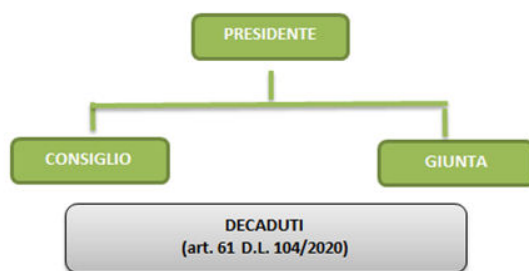 PRESIDENTE
CONSIGLIO
GIUNTA
DECADUTI
(art. 61 D.L. 104/2020)